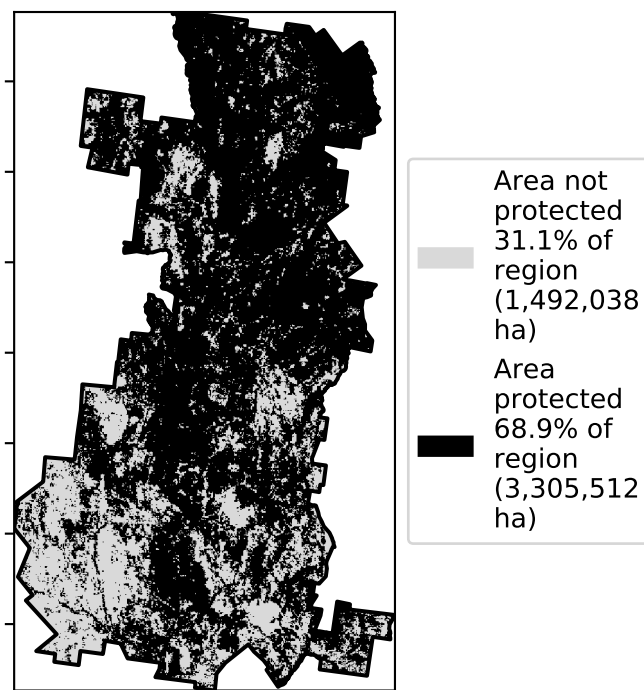 Area not
protected
31.1% of
region
(1,492,038
ha)
Area
protected
68.9% of
region
(3,305,512
ha)